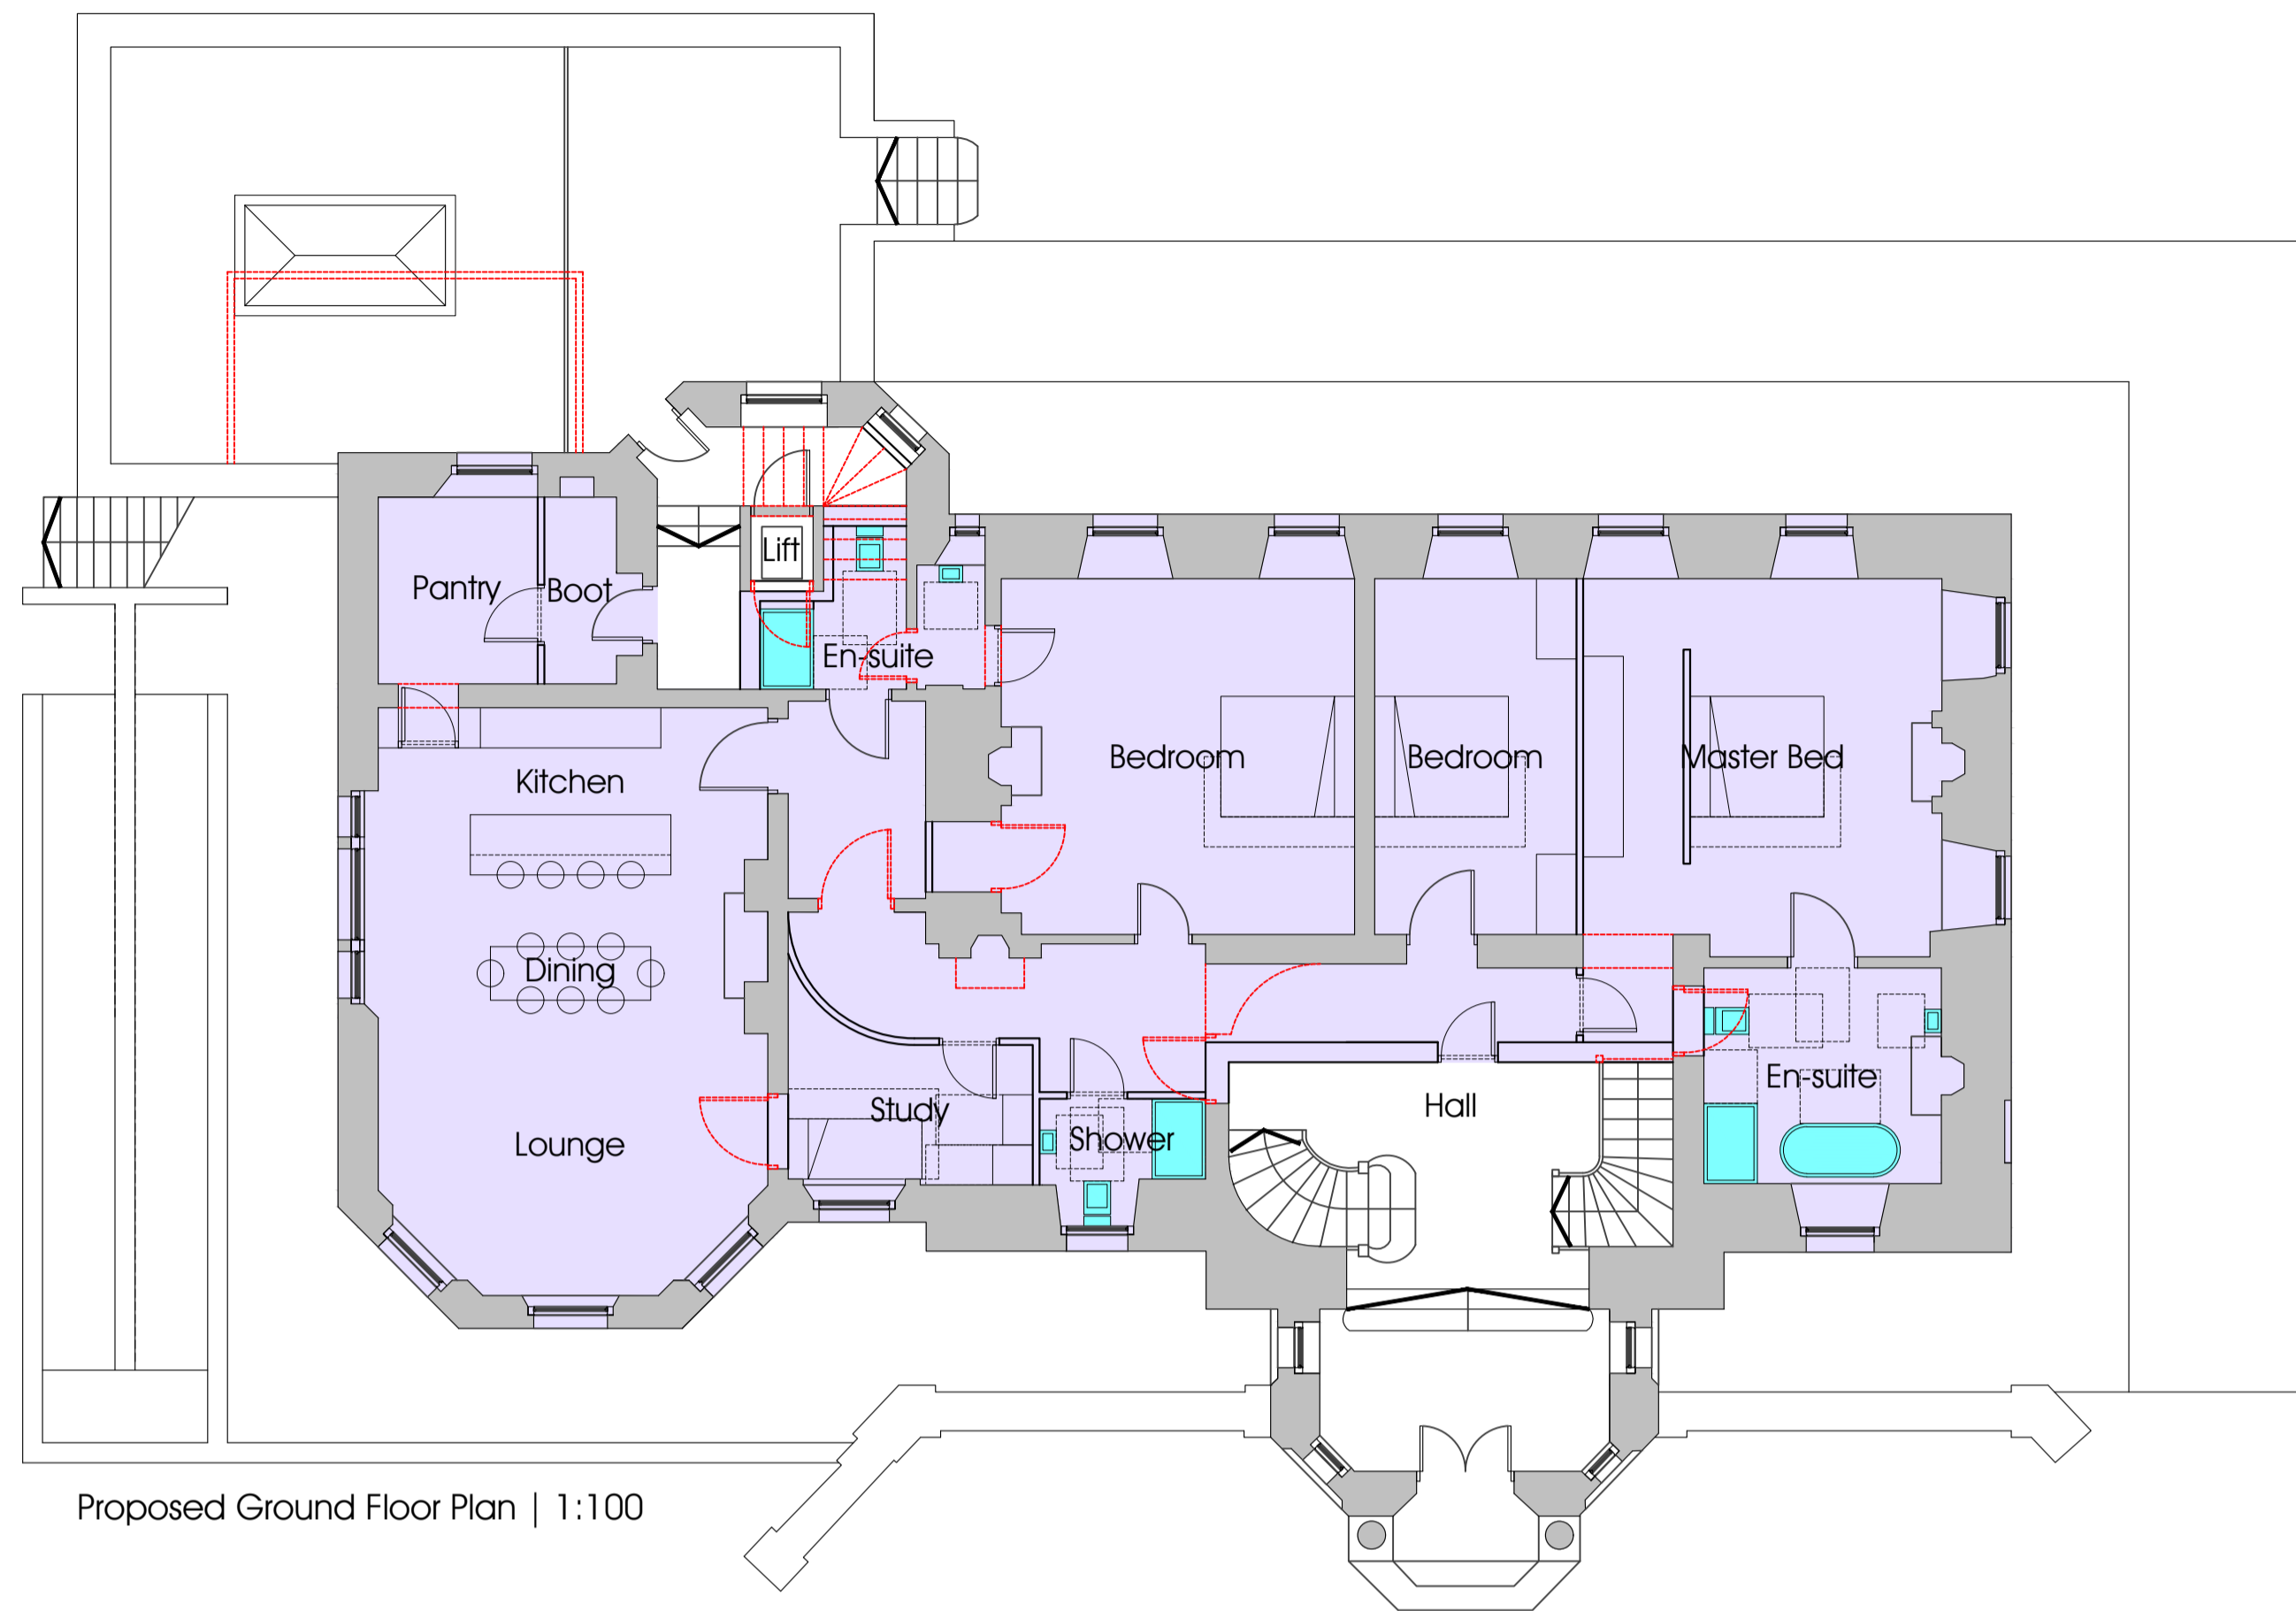 Lift
Pantry
Boot
En-suite
Kitchen
Bedroom
Bedroom
Master Bed
Dining
En-suite
Hall
Study
Shower
Lounge
Proposed Ground Floor Plan | 1:100